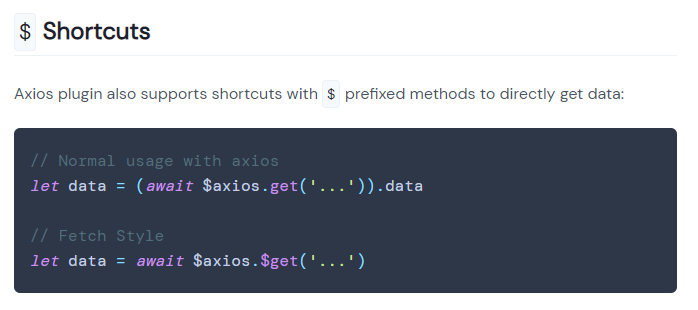 $ Shortcuts
Axios plugin also supports shortcuts with $ prefixed methods to directly get data:
// Normal usage with axios
let data = (await $axios.get('...')).data
// Fetch Style
let data = await $axios.$get('...')